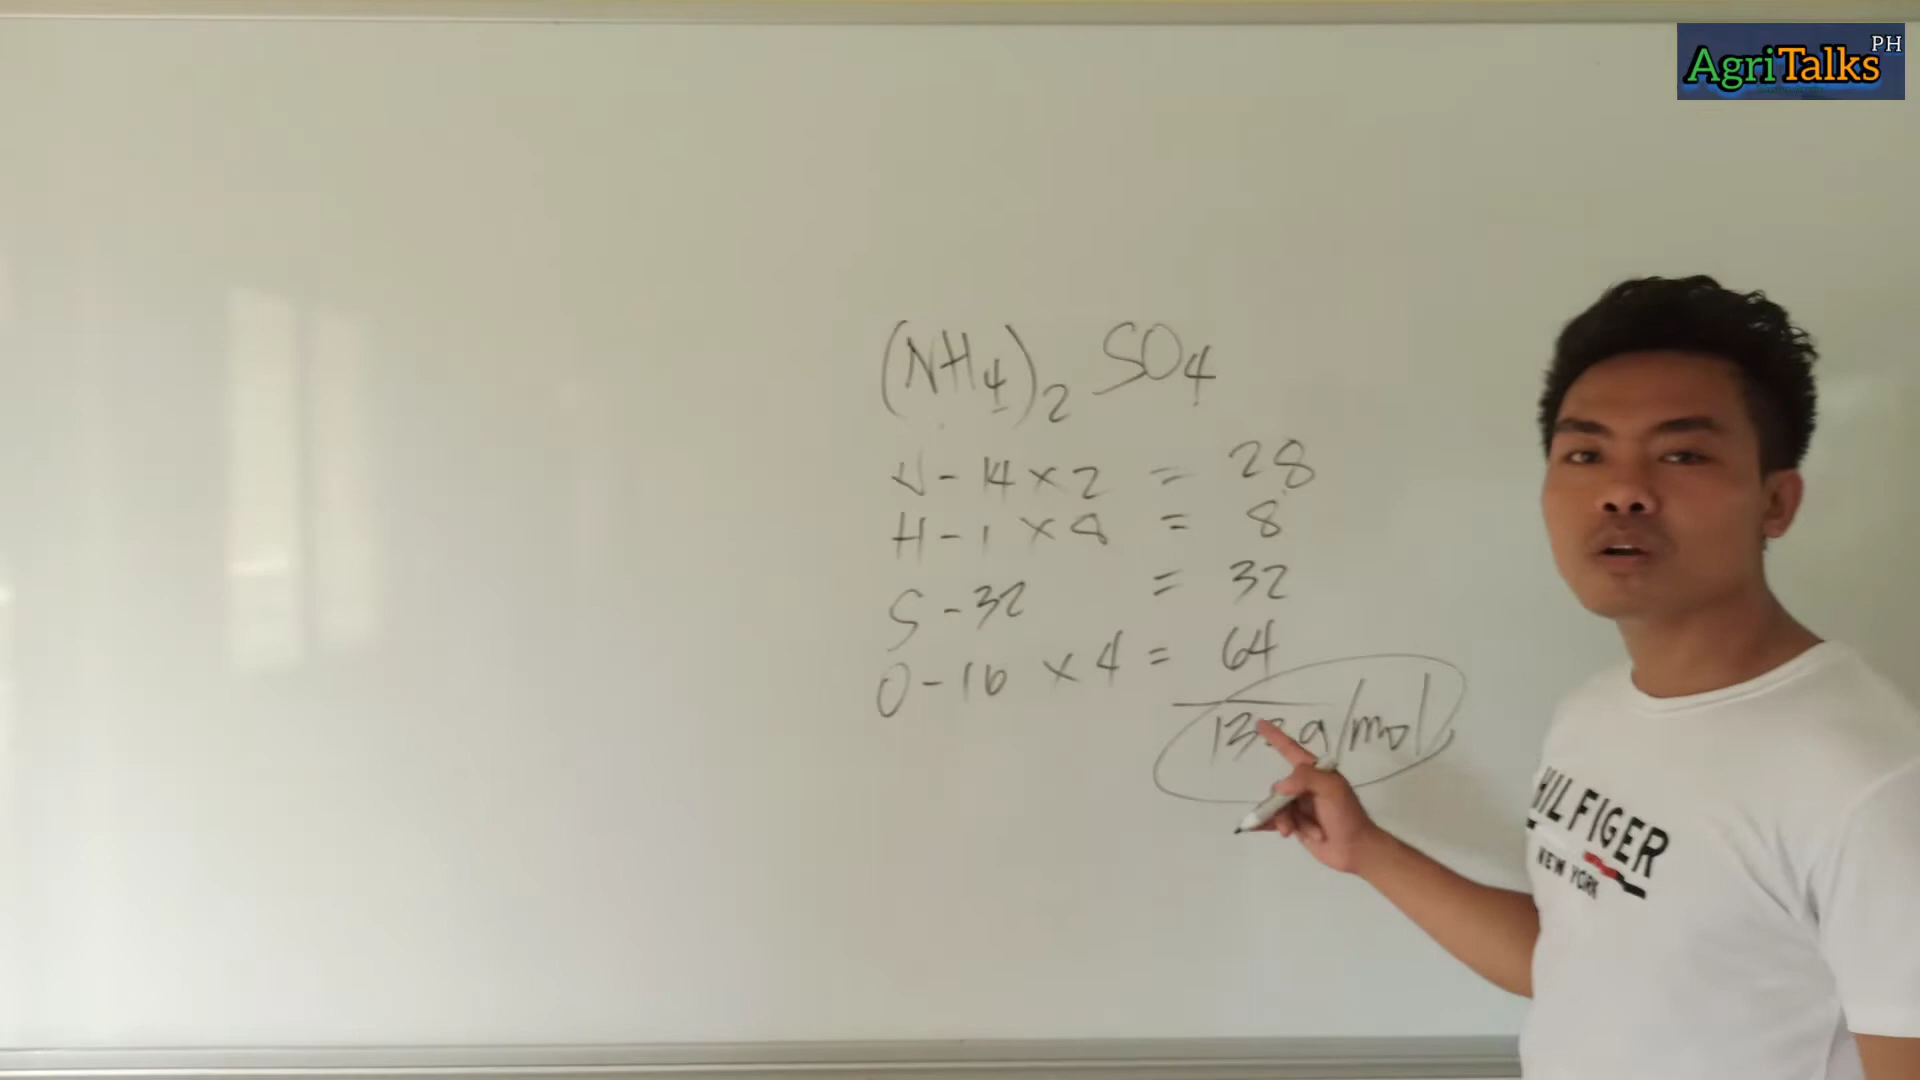 AgriTalks PH
(NH4)2 SO4
N - 14 x 2 = 28
H - 1 x 8 = 8
S - 32 = 32
O - 16 x 4 = 64
g/mol
HILFIGER
NEW YORK